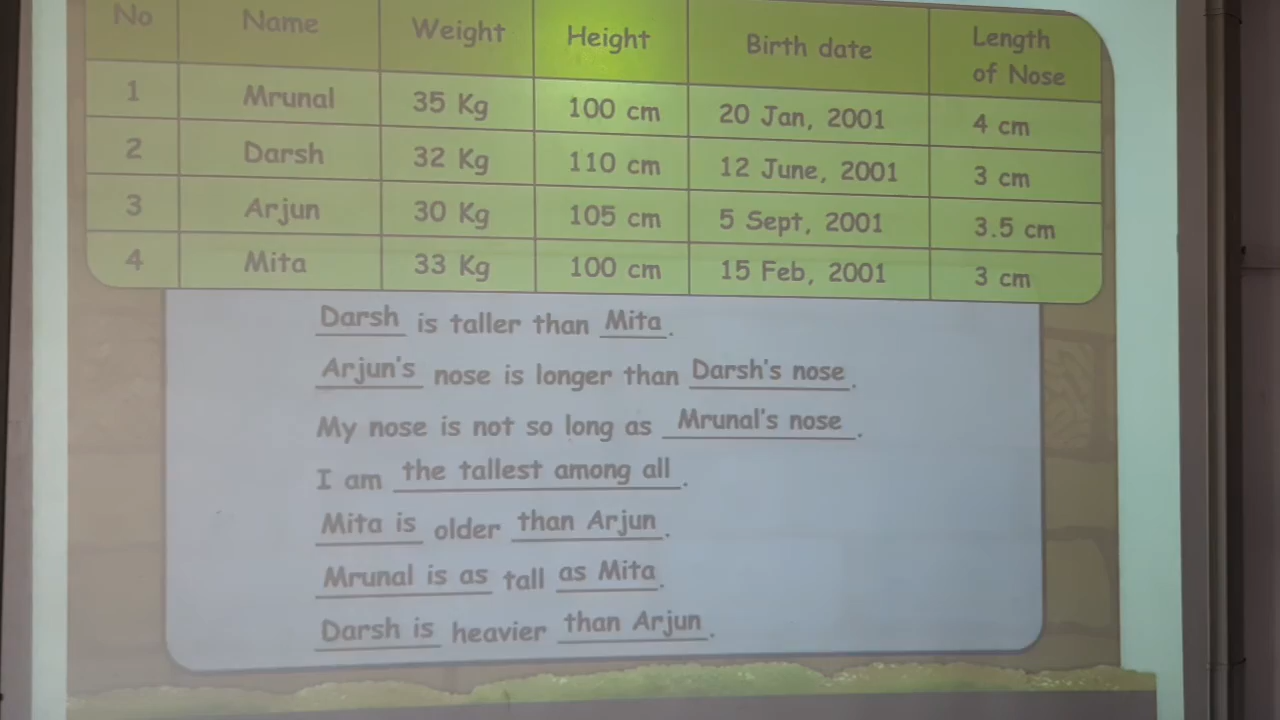 No Name Weight Height Birth date Length of Nose
1 Mrunal 35 Kg 100 cm 20 Jan, 2001 4 cm
2 Darsh 32 Kg 110 cm 12 June, 2001 3 cm
3 Arjun 30 Kg 105 cm 5 Sept, 2001 3.5 cm
4 Mita 33 Kg 100 cm 15 Feb, 2001 3 cm
Darsh is taller than Mita.
Arjun's nose is longer than Darsh's nose.
My nose is not so long as Mrunal's nose.
I am the tallest among all.
Mita is older than Arjun.
Mrunal is as tall as Mita.
Darsh is heavier than Arjun.